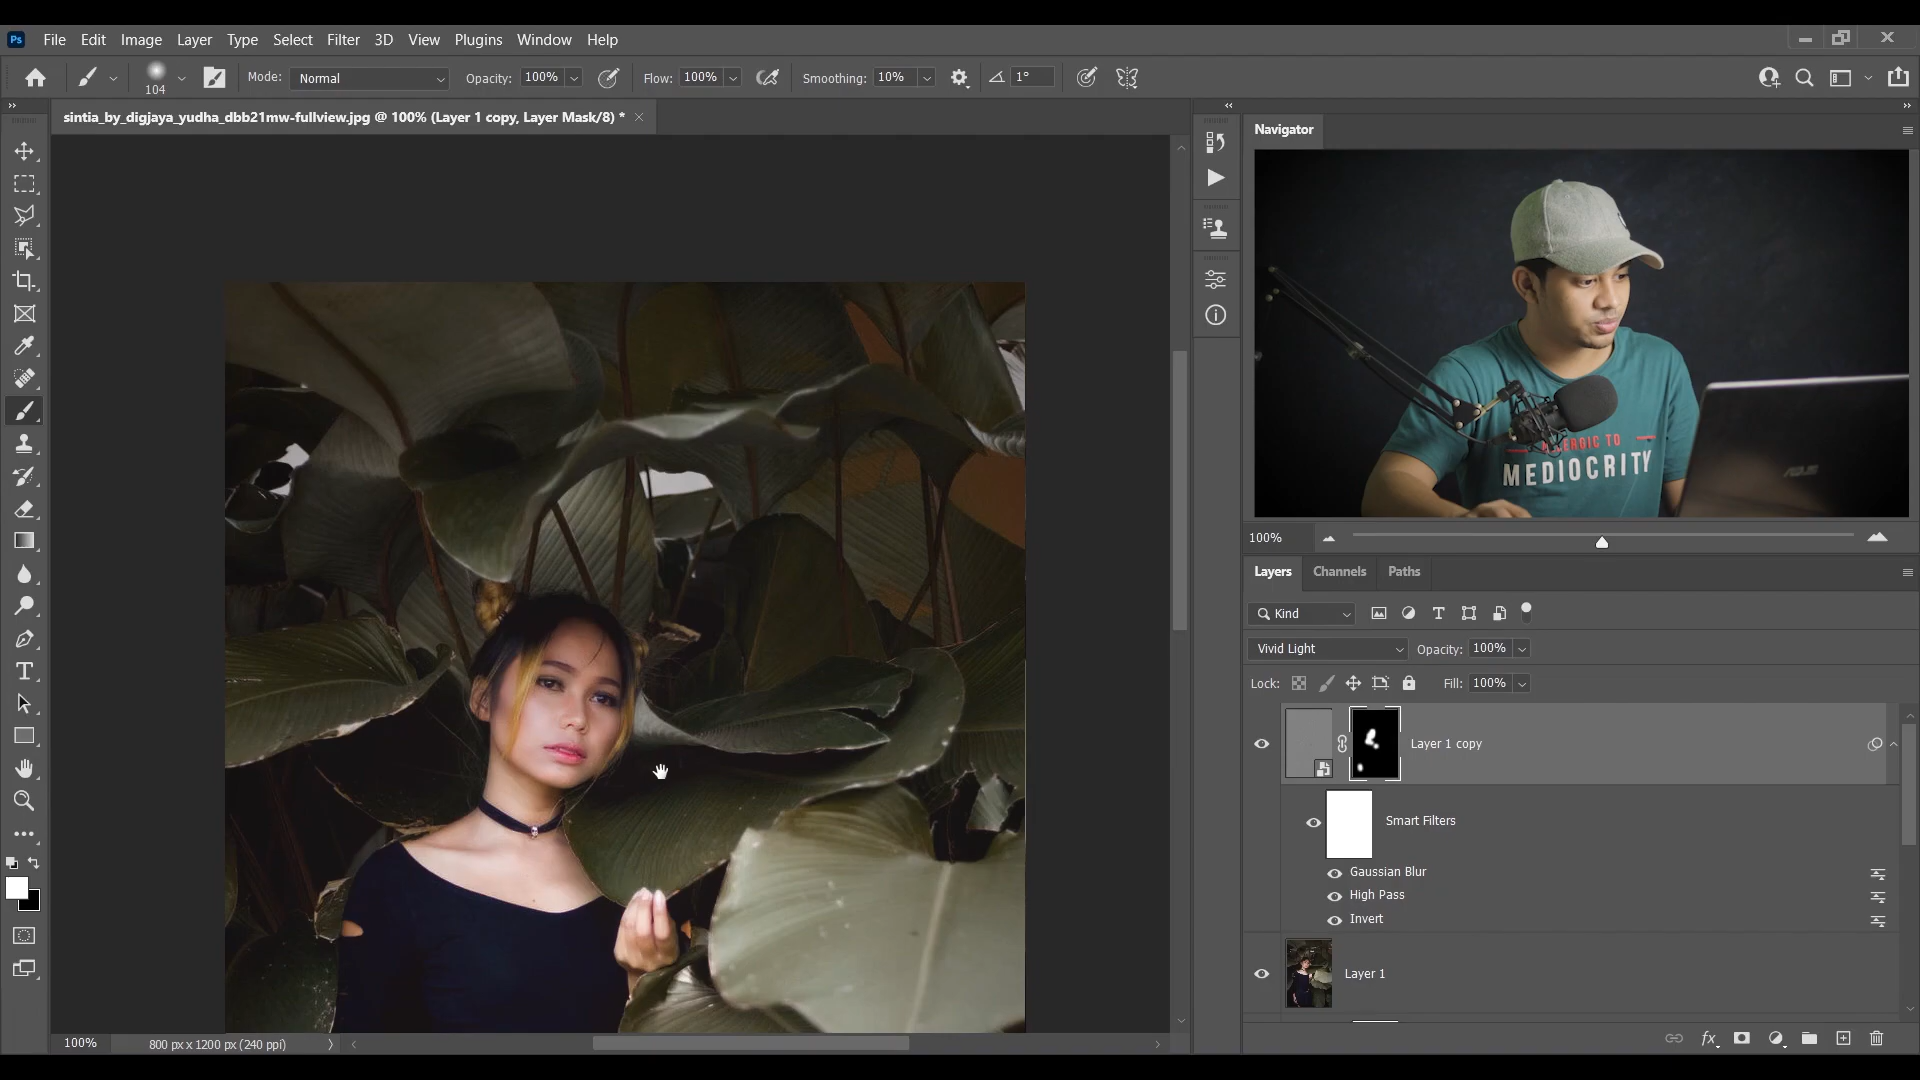 Ps File Edit Image Layer Type Select Filter 3D View Plugins Window Help
104 Mode: Normal Opacity: 100% Flow: 100% Smoothing: 10% 1°
sintia_by_digjaya_yudha_dbb21mw-fullview.jpg @ 100% (Layer 1 copy, Layer Mask/8) *
Navigator
MEDIOCRITY
ASUS
100%
Layers Channels Paths
Kind
Vivid Light Opacity: 100%
Lock: Fill: 100%
Layer 1 copy
Smart Filters
Gaussian Blur
High Pass
Invert
Layer 1
fx
100% 800 px x 1200 px (240 ppi)